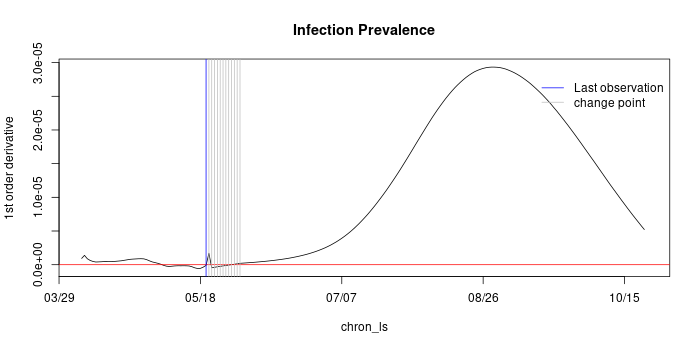 Infection Prevalence
1st order derivative
3.0e-05
2.0e-05
1.0e-05
0.0e+00
Last observation
change point
03/29
05/18
07/07
08/26
10/15
chron_ls